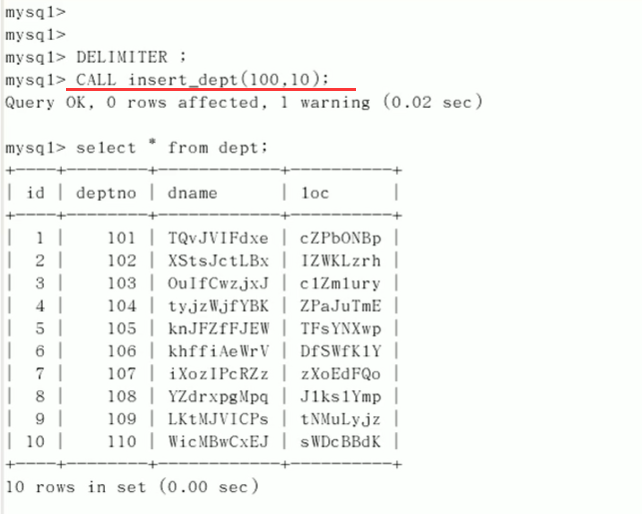 mysql>
mysql>
mysql> DELIMITER ;
mysql> CALL insert_dept(100,10);
Query OK, 0 rows affected, 1 warning (0.02 sec)
mysql> select * from dept;
+----+--------+------------+----------+
| id | deptno | dname | loc |
+----+--------+------------+----------+
| 1 | 101 | TQvJVIFdxe | cZPbONBp |
| 2 | 102 | XStsJctLBx | IZWKLzrh |
| 3 | 103 | OuIfCwzjxJ | clZmlury |
| 4 | 104 | tyjzWjfYBK | ZPaJuTmE |
| 5 | 105 | knJFZfFJEW | TFsYNXwp |
| 6 | 106 | khffiAeWrV | DfSWfKlY |
| 7 | 107 | iXozIPcRZz | zXoEdFQo |
| 8 | 108 | YZdrxpgMpq | JlkslYmp |
| 9 | 109 | LKtMJVICPs | tNMuLyjz |
| 10 | 110 | WicMBwCxEJ | sWDcBBdK |
+----+--------+------------+----------+
10 rows in set (0.00 sec)